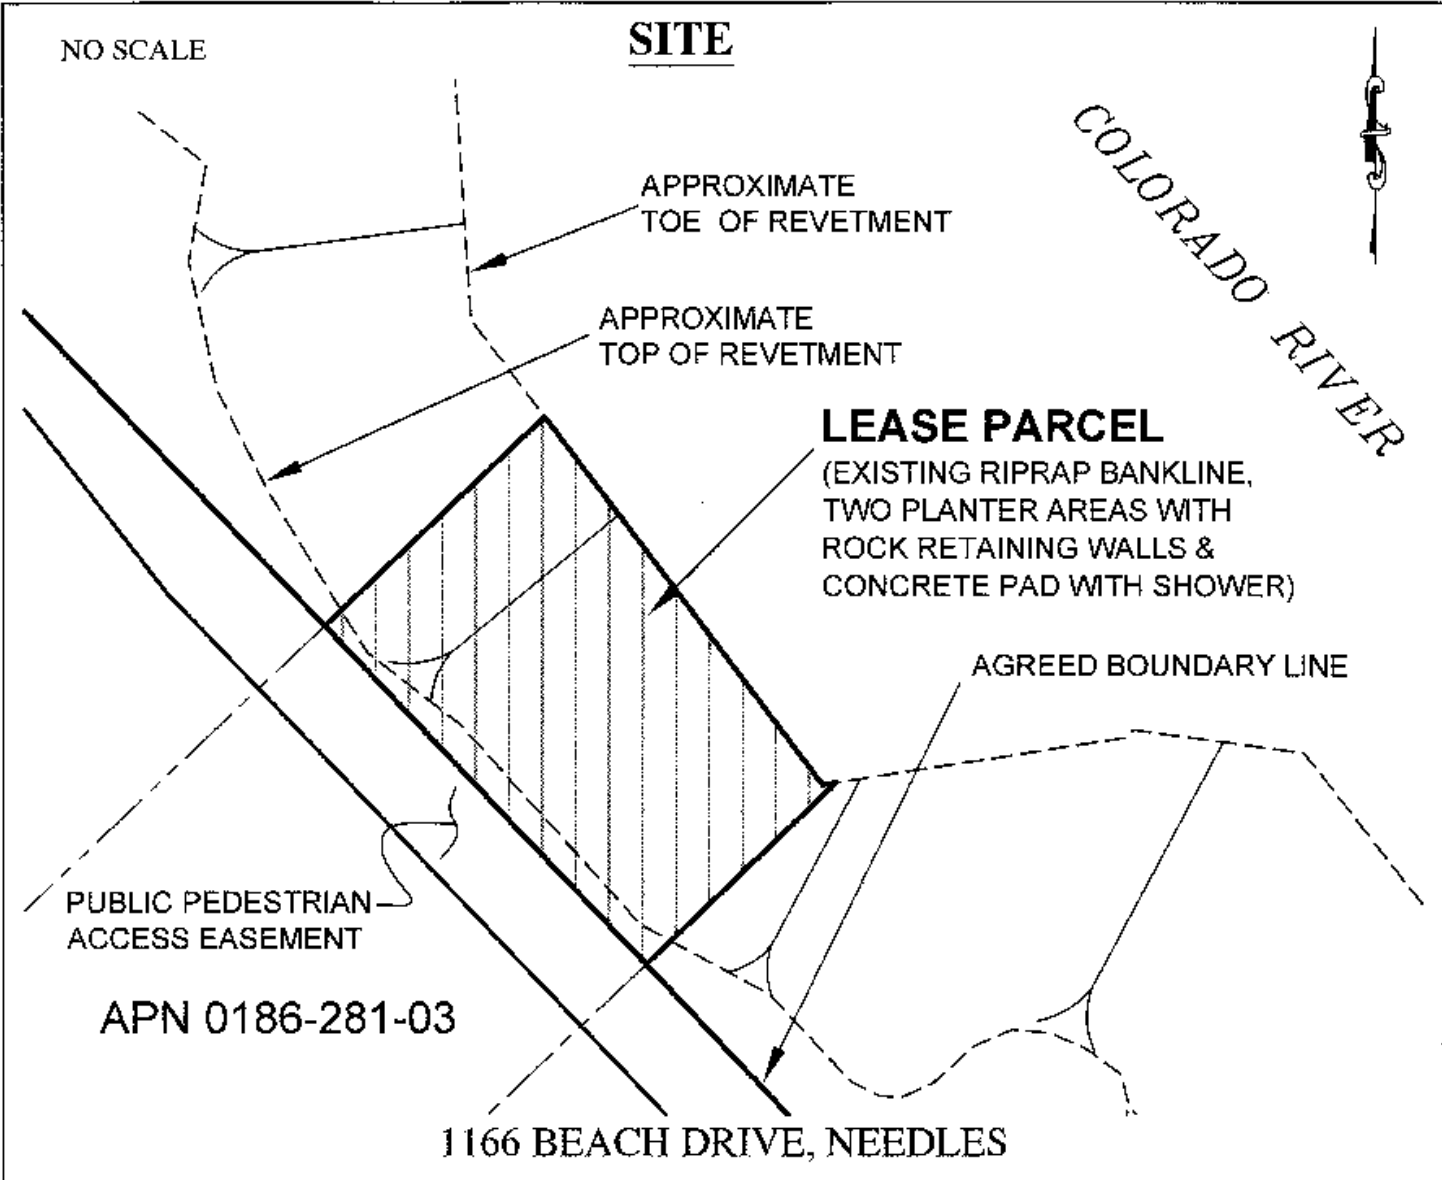 NO SCALE
SITE
COLORADO RIVER
APPROXIMATE
TOE OF REVETMENT
APPROXIMATE
TOP OF REVETMENT
LEASE PARCEL
(EXISTING RIPRAP BANKLINE,
TWO PLANTER AREAS WITH
ROCK RETAINING WALLS &
CONCRETE PAD WITH SHOWER)
AGREED BOUNDARY LINE
PUBLIC PEDESTRIAN
ACCESS EASEMENT
APN 0186-281-03
1166 BEACH DRIVE, NEEDLES